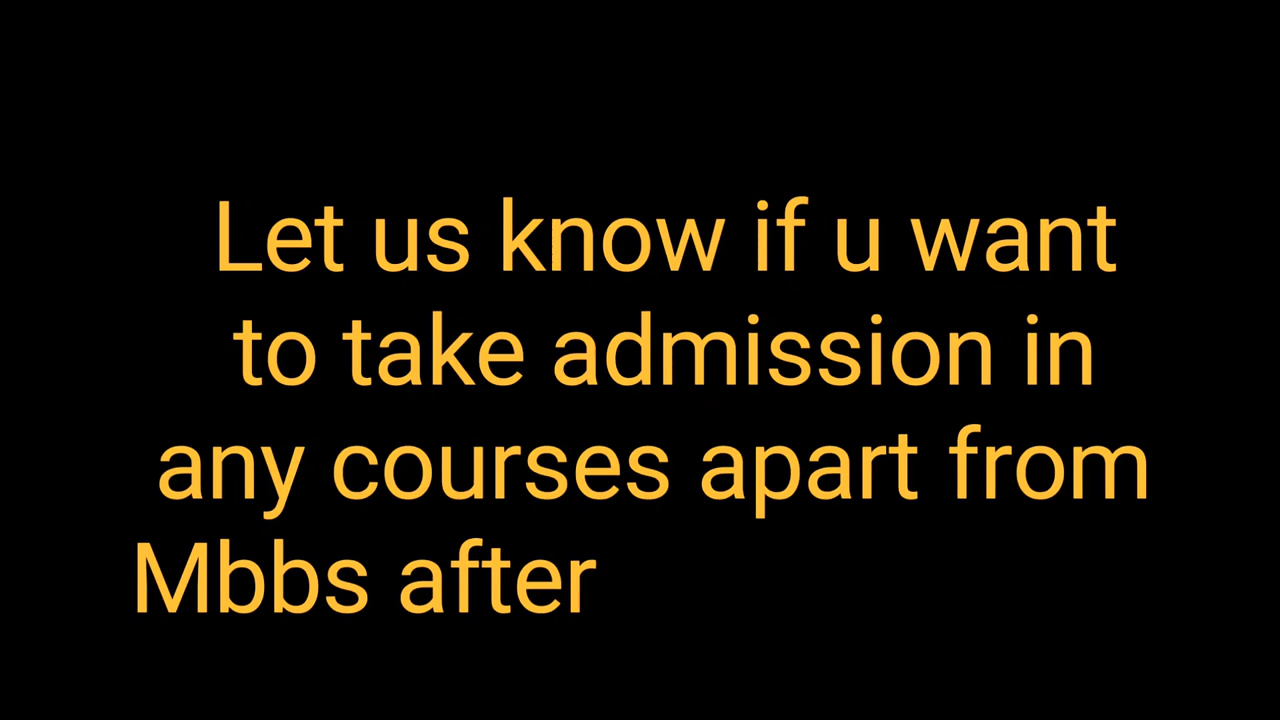 Let us know if u want
to take admission in
any courses apart from
Mbbs after